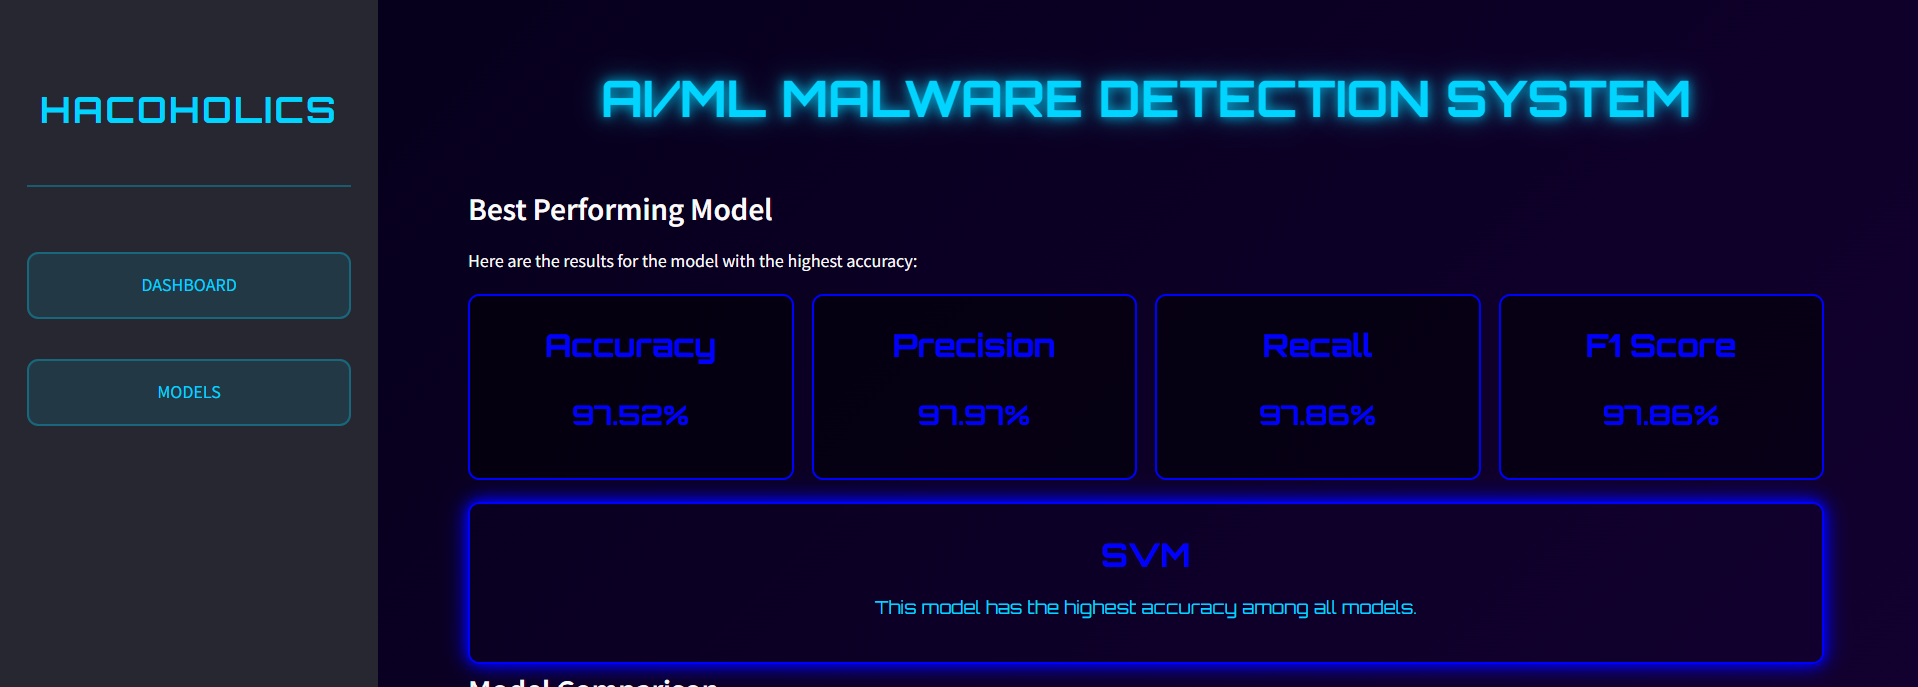 HACOHOLICS
DASHBOARD
MODELS
AI/ML MALWARE DETECTION SYSTEM
Best Performing Model
Here are the results for the model with the highest accuracy:
Accuracy
97.52%
Precision
97.97%
Recall
97.86%
F1 Score
97.86%
SVM
This model has the highest accuracy among all models.
Model Comparison